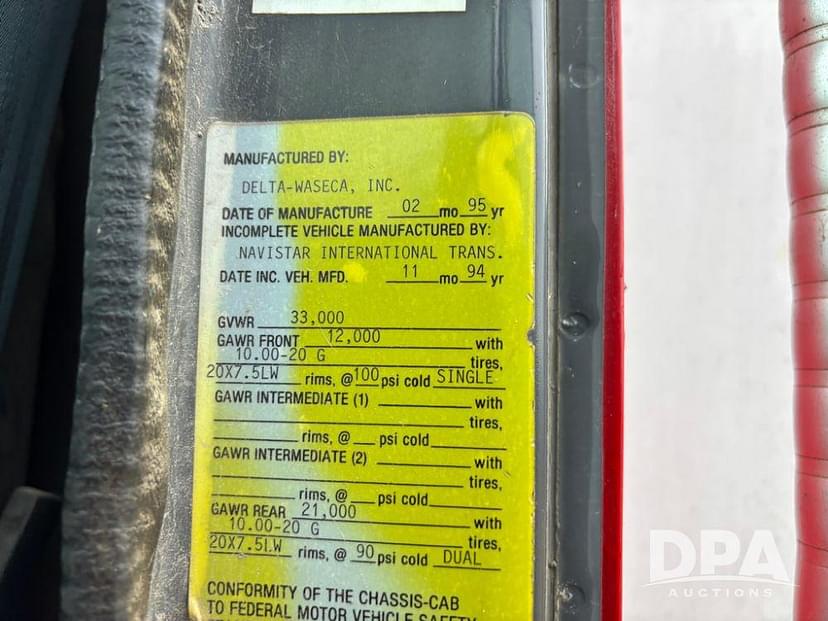 MANUFACTURED BY:
DELTA-WASECA, INC.
DATE OF MANUFACTURE 02 mo 95 yr
INCOMPLETE VEHICLE MANUFACTURED BY:
NAVISTAR INTERNATIONAL TRANS.
DATE INC. VEH. MFD. 11 mo 94 yr
GVWR 33,000
GAWR FRONT 12,000 with
10.00-20 G tires,
20X7.5LW rims, @ 100 psi cold SINGLE
GAWR INTERMEDIATE (1) with
tires,
rims, @ psi cold
GAWR INTERMEDIATE (2) with
tires,
rims, @ psi cold
GAWR REAR 21,000 with
10.00-20 G tires,
20X7.5LW rims, @ 90 psi cold DUAL
CONFORMITY OF THE CHASSIS-CAB
TO FEDERAL MOTOR VEHICLE SAFETY
DPA
AUCTIONS